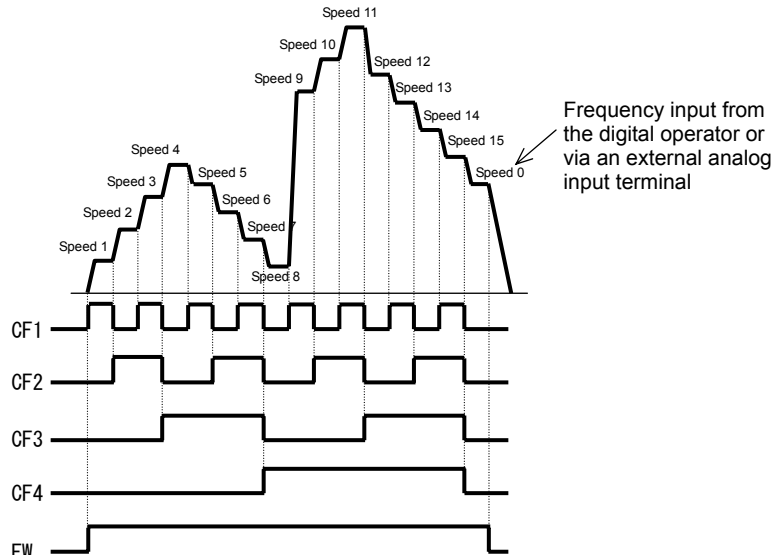 Speed 11
Speed 10
Speed 12
Speed 9
Speed 13
Speed 14
Speed 15
Speed 0
Frequency input from
the digital operator or
via an external analog
input terminal
Speed 4
Speed 5
Speed 3
Speed 6
Speed 2
Speed 7
Speed 1
Speed 8
CF1
CF2
CF3
CF4
FW